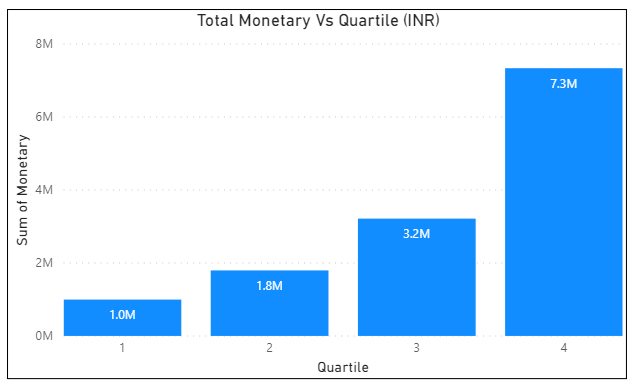 Total Monetary Vs Quartile (INR)
8M
6M
4M
2M
0M
Sum of Monetary
1.0M
1.8M
3.2M
7.3M
1
2
3
4
Quartile